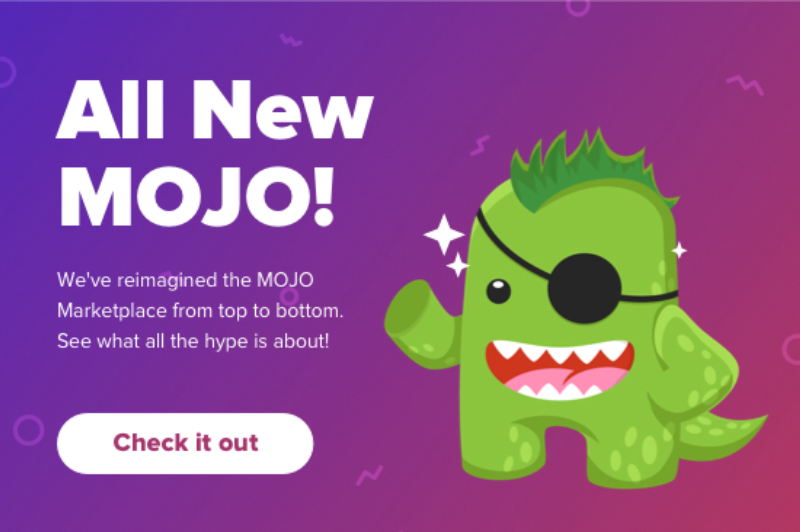 All New
MOJO!
We've reimagined the MOJO
Marketplace from top to bottom.
See what all the hype is about!
Check it out